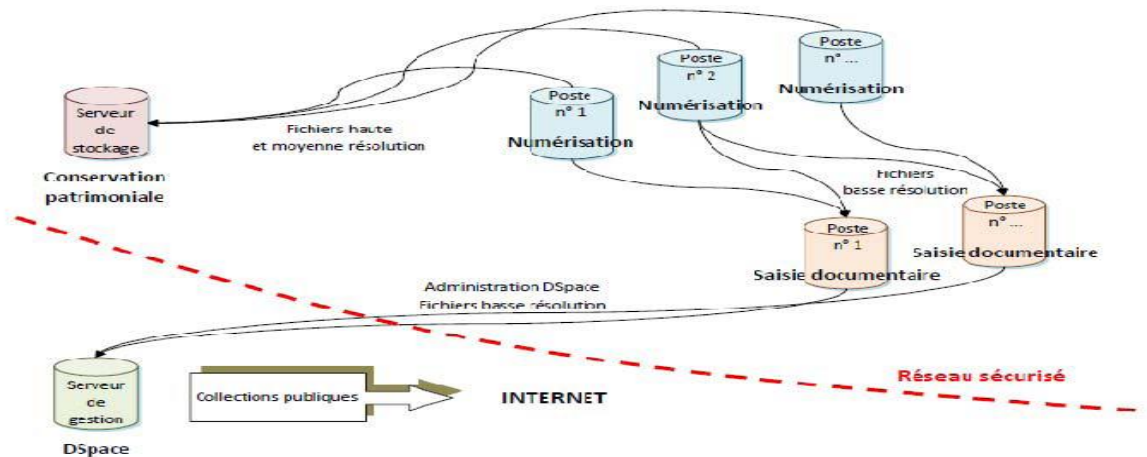 Poste
n° ...
Numérisation
Poste
n° 2
Numérisation
Poste
n° 1
Numérisation
Serveur
de
stockage
Conservation
patrimoniale
Fichiers haute
et moyenne résolution
Fichiers
basse résolution
Poste
n° 1
Saisie documentaire
Poste
n° ...
Saisie documentaire
Administration DSpace
Fichiers basse résolution
Réseau sécurisé
Serveur
de
gestion
DSpace
Collections publiques
INTERNET